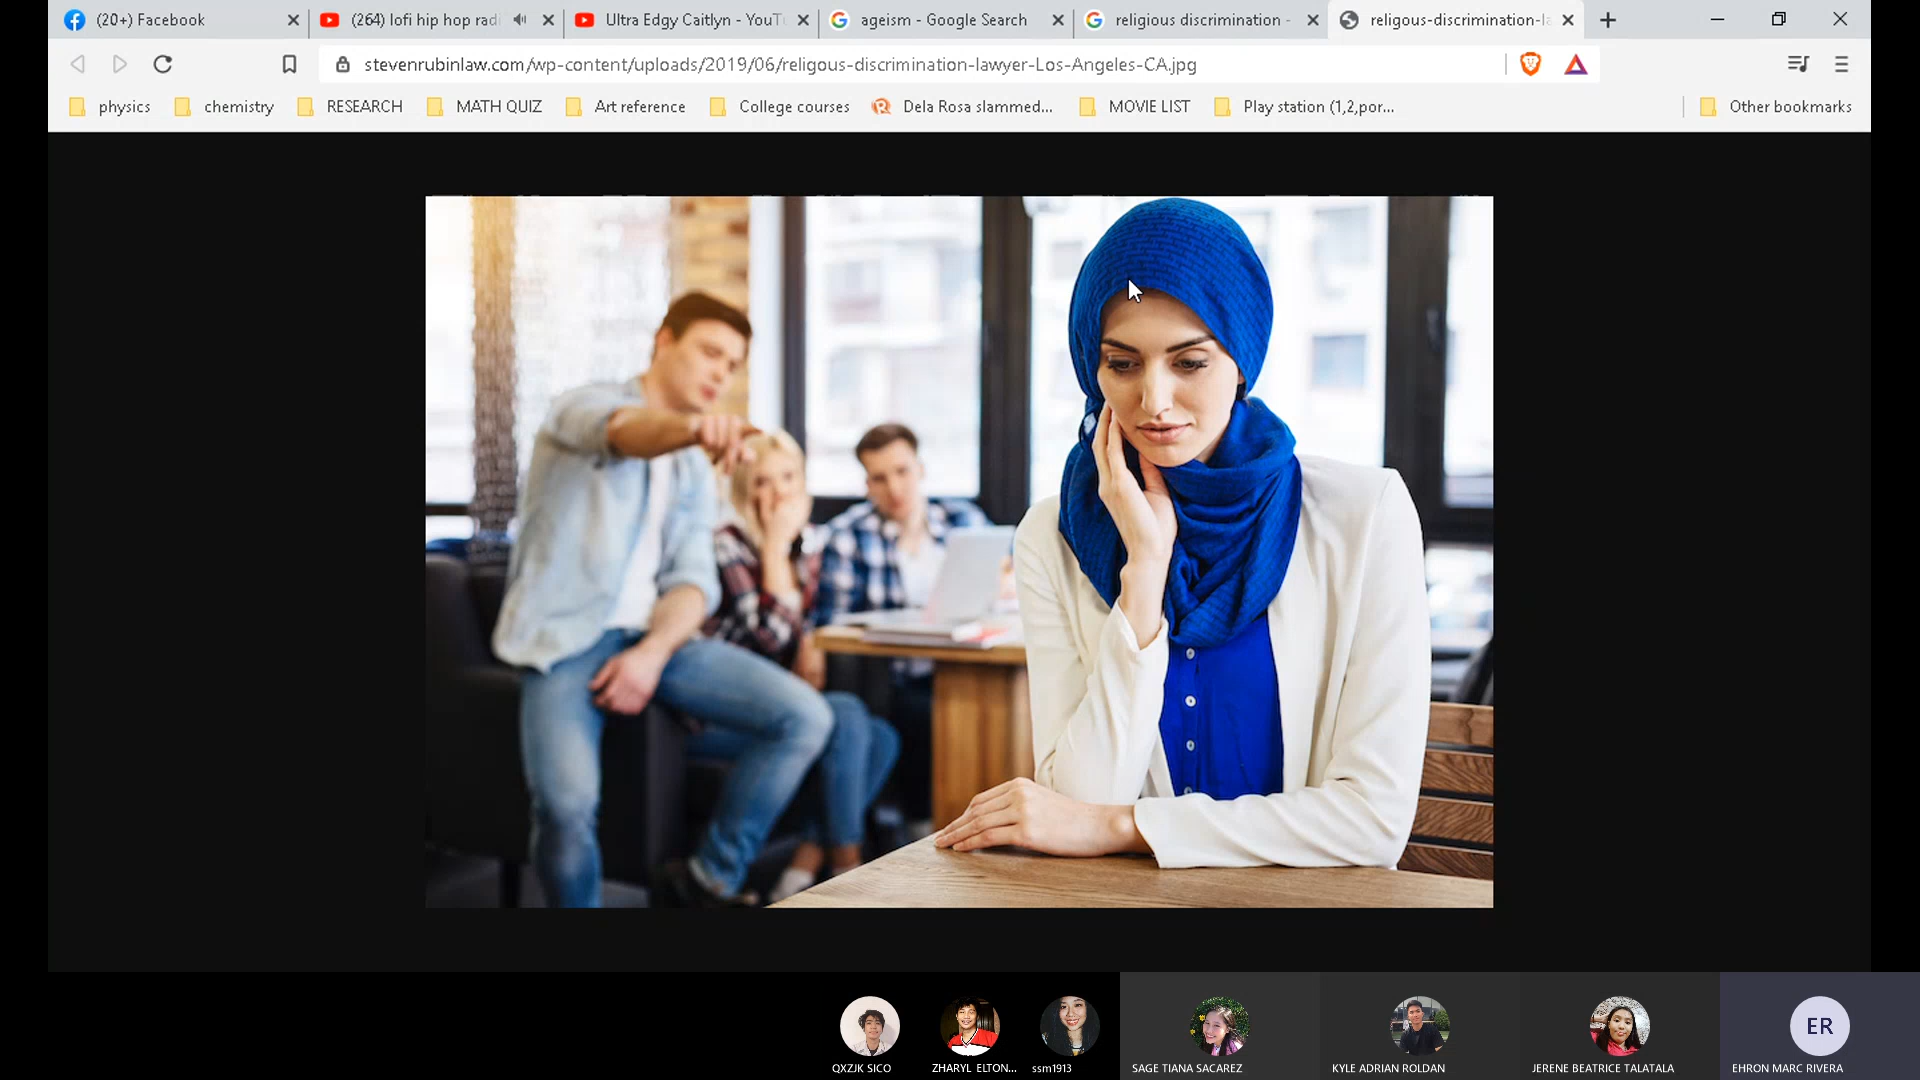 (20+) Facebook
(264) lofi hip hop radi
Ultra Edgy Caitlyn - YouTu
ageism - Google Search
religious discrimination -
religous-discrimination-la
stevenrubinlaw.com/wp-content/uploads/2019/06/religous-discrimination-lawyer-Los-Angeles-CA.jpg
physics
chemistry
RESEARCH
MATH QUIZ
Art reference
College courses
Dela Rosa slammed...
MOVIE LIST
Play station (1,2,por...
Other bookmarks
ER
QXZJK SICO
ZHARYL ELTON...
ssm1913
SAGE TIANA SACAREZ
KYLE ADRIAN ROLDAN
JERENE BEATRICE TALATALA
EHRON MARC RIVERA